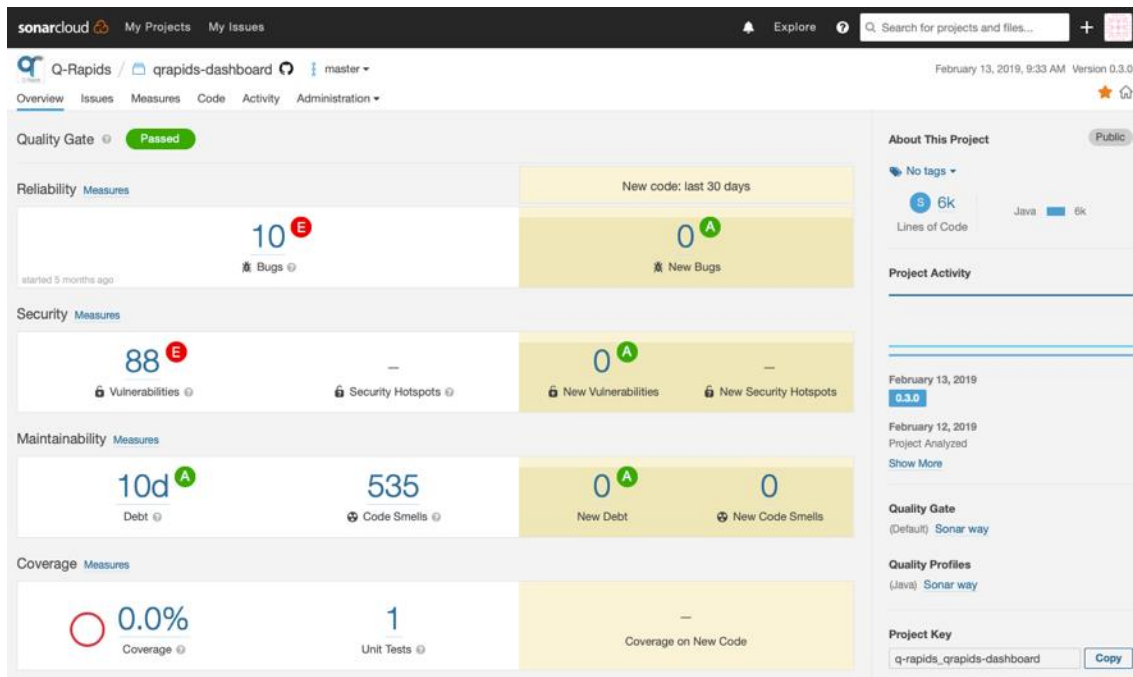 sonarcloud My Projects My Issues Explore Search for projects and files... +
Q-Rapids / qrapids-dashboard master February 13, 2019, 9:33 AM Version 0.3.0
Overview Issues Measures Code Activity Administration
Quality Gate Passed
Reliability Measures
New code: last 30 days
10 E
Bugs
started 5 months ago
0 A
New Bugs
Security Measures
88 E
Vulnerabilities
–
Security Hotspots
0 A
New Vulnerabilities
–
New Security Hotspots
Maintainability Measures
10d A
Debt
535
Code Smells
0 A
New Debt
0
New Code Smells
Coverage Measures
0.0%
Coverage
1
Unit Tests
–
Coverage on New Code
About This Project Public
No tags
S 6k
Lines of Code
Java 6k
Project Activity
February 13, 2019
0.3.0
February 12, 2019
Project Analyzed
Show More
Quality Gate
(Default) Sonar way
Quality Profiles
(Java) Sonar way
Project Key
q-rapids_qrapids-dashboard Copy